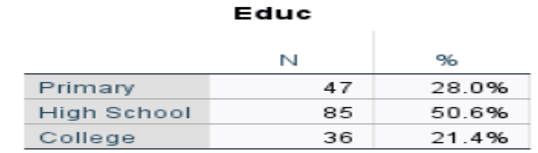 Educ
N %
Primary 47 28.0%
High School 85 50.6%
College 36 21.4%